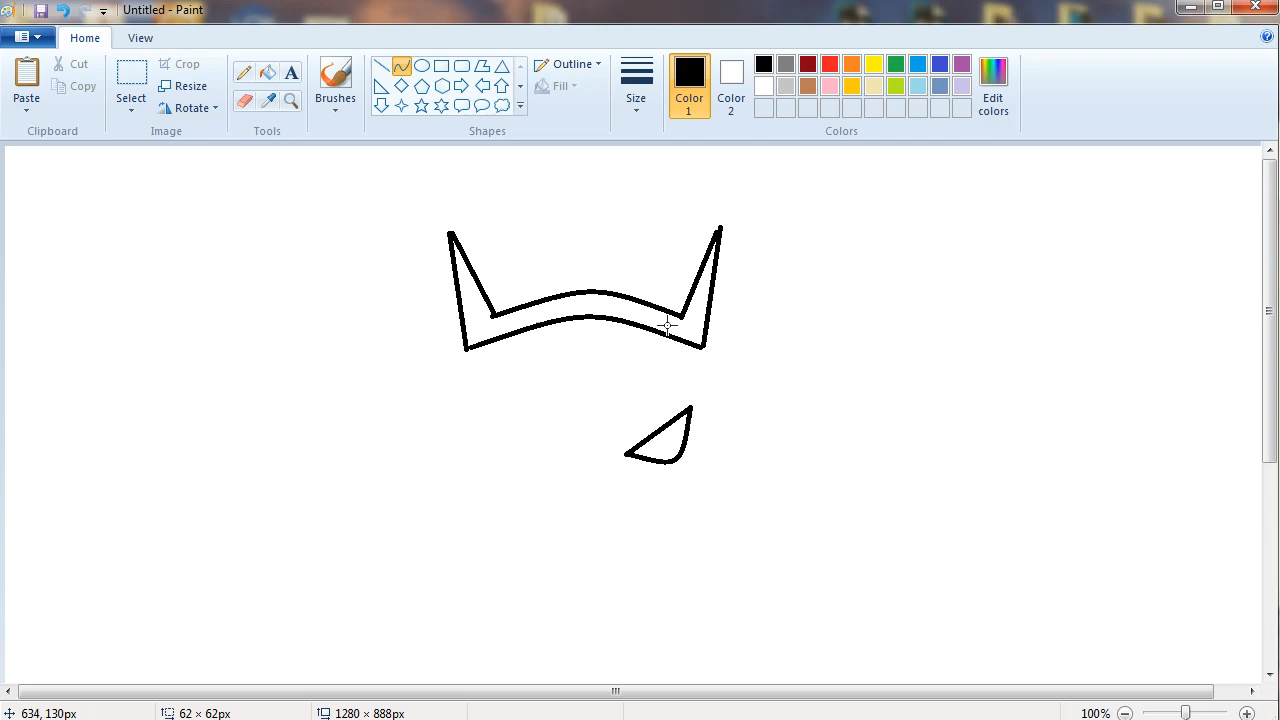 Untitled - Paint
Home View
Paste Cut Copy Clipboard
Select Crop Resize Rotate Image
A Tools
Brushes
Outline Fill Shapes
Size
Color 1
Color 2
Edit colors
Colors
634, 130px 62 × 62px 1280 × 888px 100%